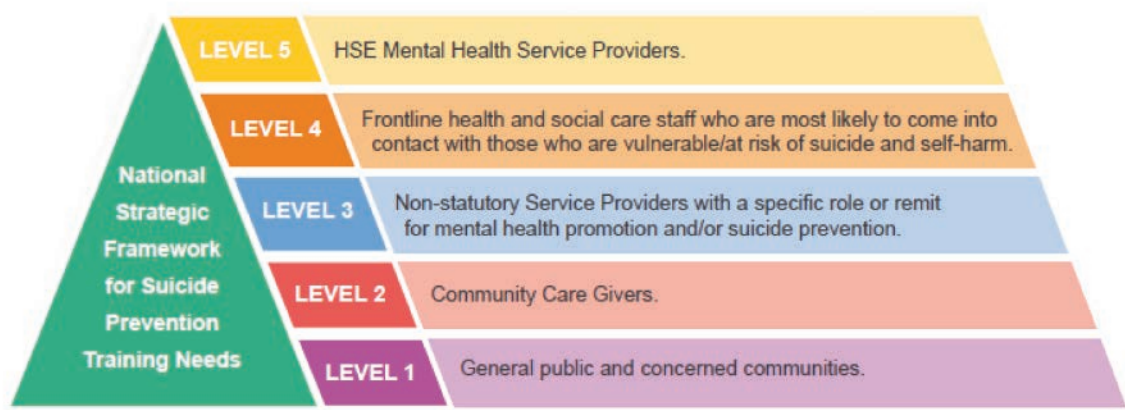 National
Strategic
Framework
for Suicide
Prevention
Training Needs
LEVEL 5
HSE Mental Health Service Providers.
LEVEL 4
Frontline health and social care staff who are most likely to come into
contact with those who are vulnerable/at risk of suicide and self-harm.
LEVEL 3
Non-statutory Service Providers with a specific role or remit
for mental health promotion and/or suicide prevention.
LEVEL 2
Community Care Givers.
LEVEL 1
General public and concerned communities.